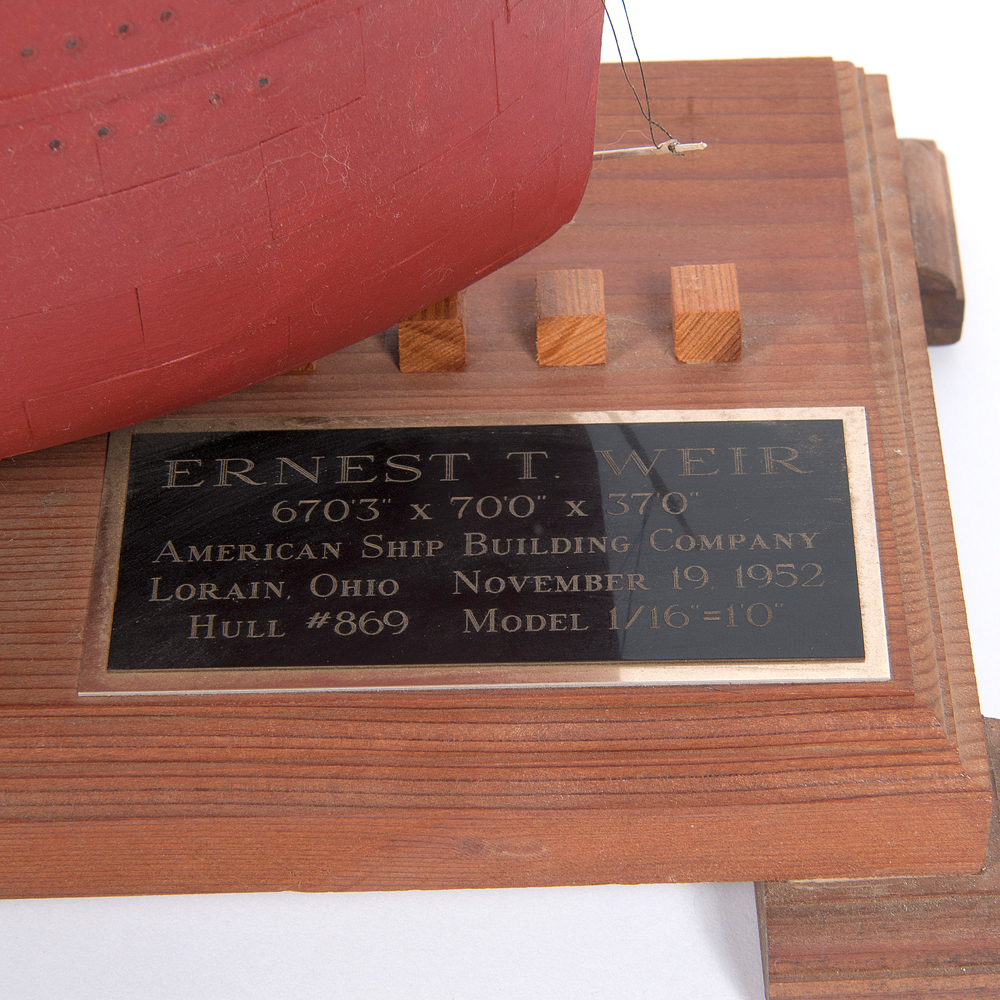 ERNEST T. WEIR
670'3" x 70'0" x 37'0"
AMERICAN SHIP BUILDING COMPANY
LORAIN, OHIO NOVEMBER 19, 1952
HULL #869 MODEL 1/16"=1'0"